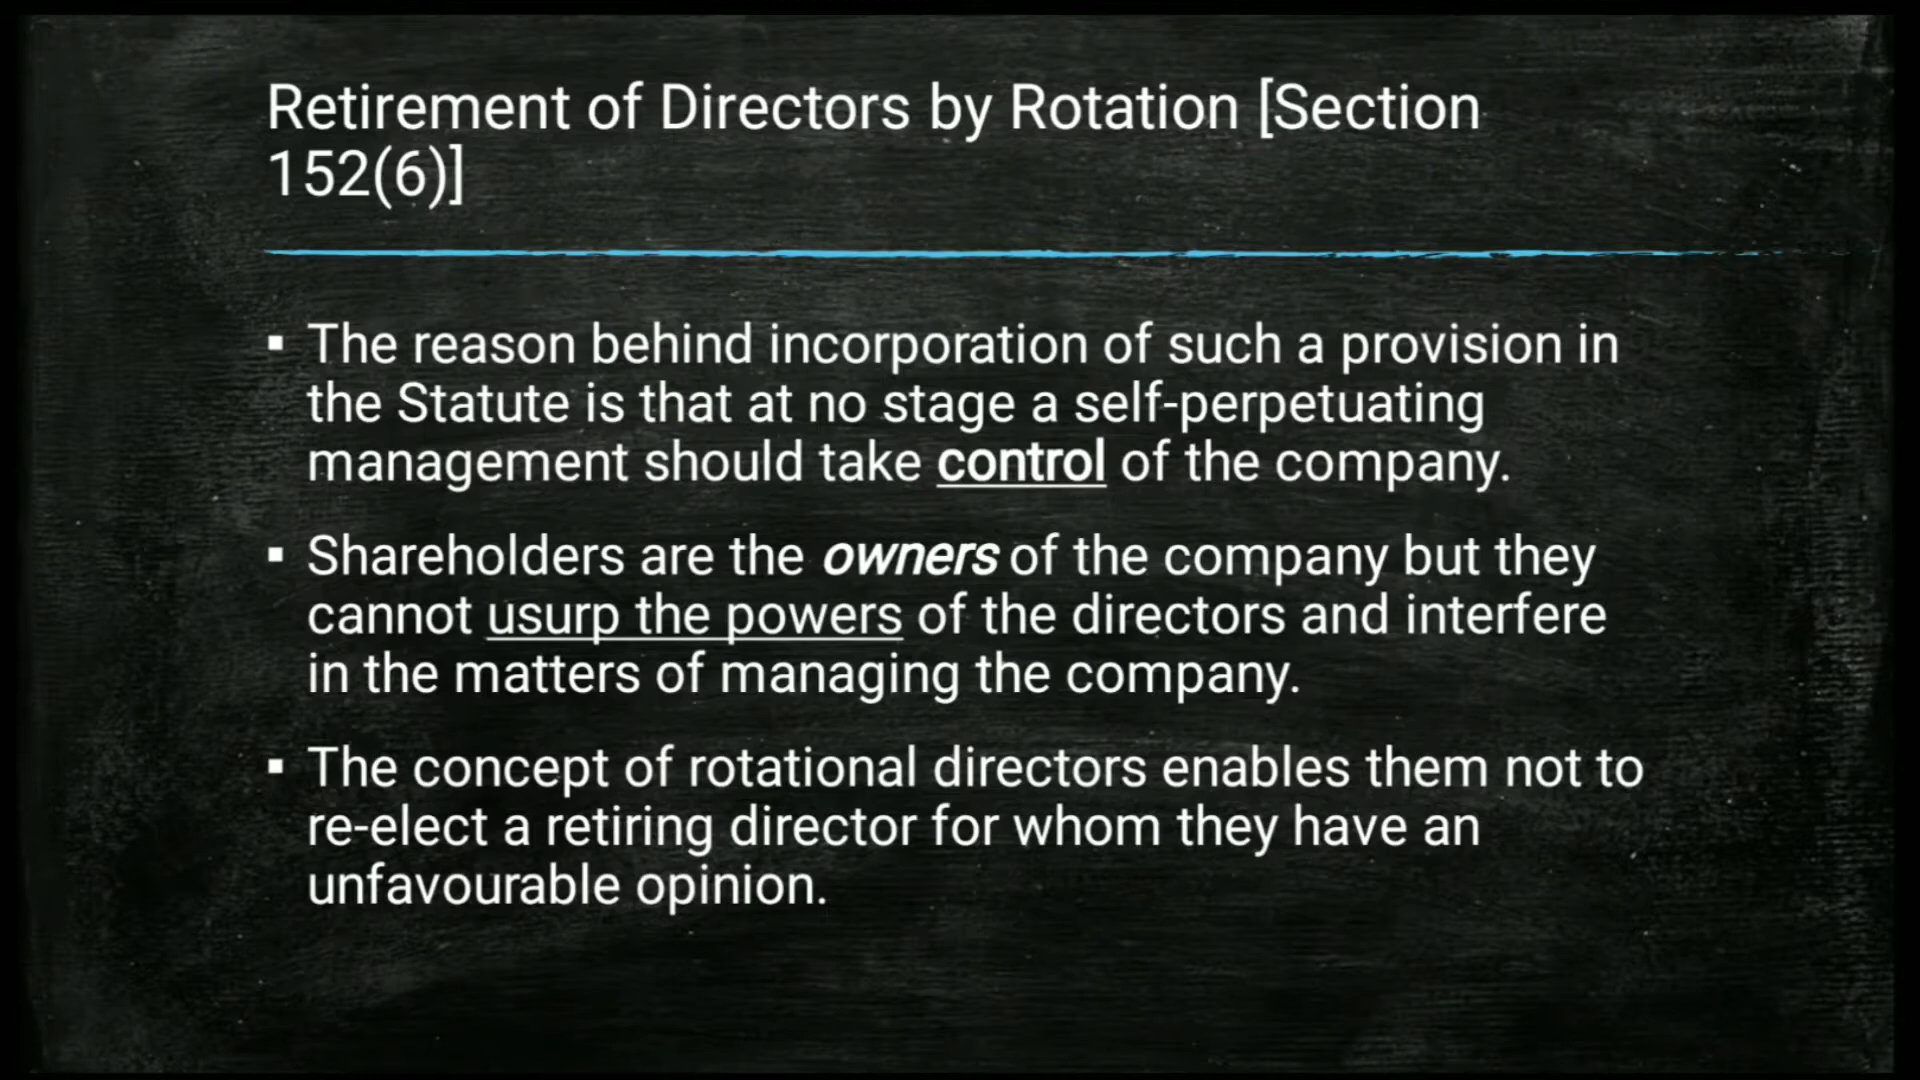 Retirement of Directors by Rotation [Section
152(6)]
▪ The reason behind incorporation of such a provision in
the Statute is that at no stage a self-perpetuating
management should take control of the company.
▪ Shareholders are the owners of the company but they
cannot usurp the powers of the directors and interfere
in the matters of managing the company.
▪ The concept of rotational directors enables them not to
re-elect a retiring director for whom they have an
unfavourable opinion.